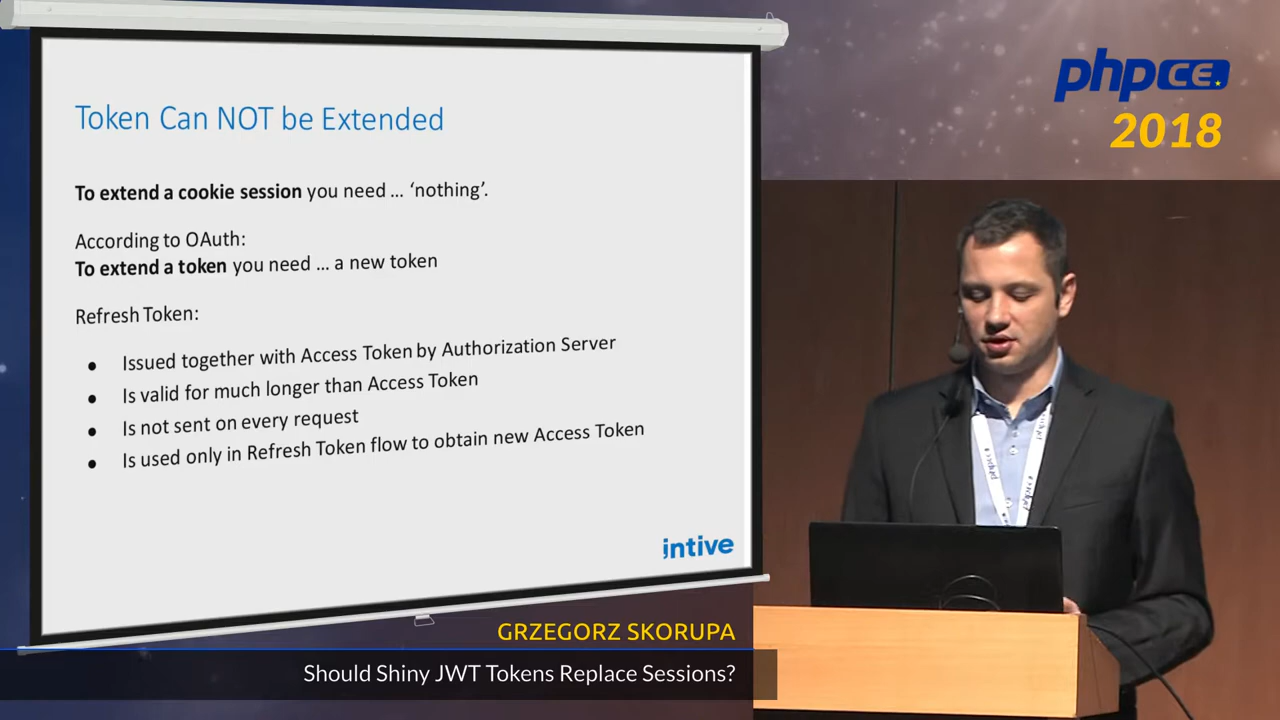 Token Can NOT be Extended
To extend a cookie session you need ... ‘nothing’.
According to OAuth:
To extend a token you need ... a new token
Refresh Token:
● Issued together with Access Token by Authorization Server
● Is valid for much longer than Access Token
● Is not sent on every request
● Is used only in Refresh Token flow to obtain new Access Token
intive
phpCE.
2018
GRZEGORZ SKORUPA
Should Shiny JWT Tokens Replace Sessions?